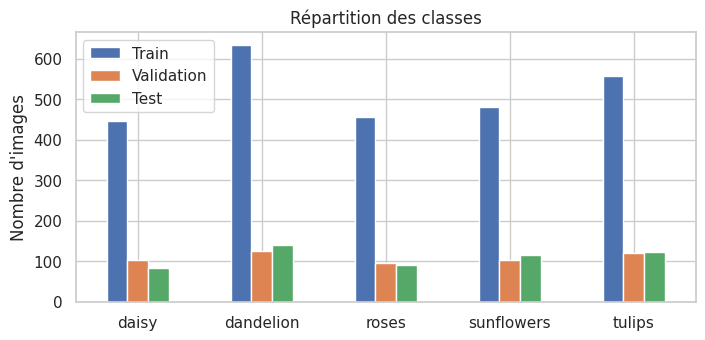 Répartition des classes
Train
Validation
Test
Nombre d'images
600
500
400
300
200
100
0
daisy dandelion roses sunflowers tulips